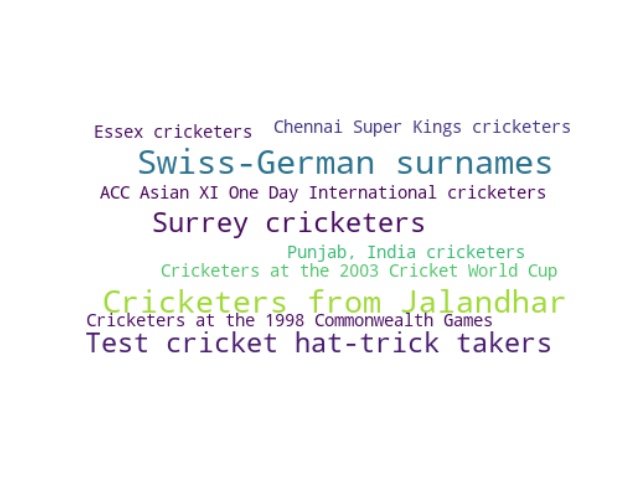 Essex cricketers
Chennai Super Kings cricketers
Swiss-German surnames
ACC Asian XI One Day International cricketers
Surrey cricketers
Punjab, India cricketers
Cricketers at the 2003 Cricket World Cup
Cricketers from Jalandhar
Cricketers at the 1998 Commonwealth Games
Test cricket hat-trick takers